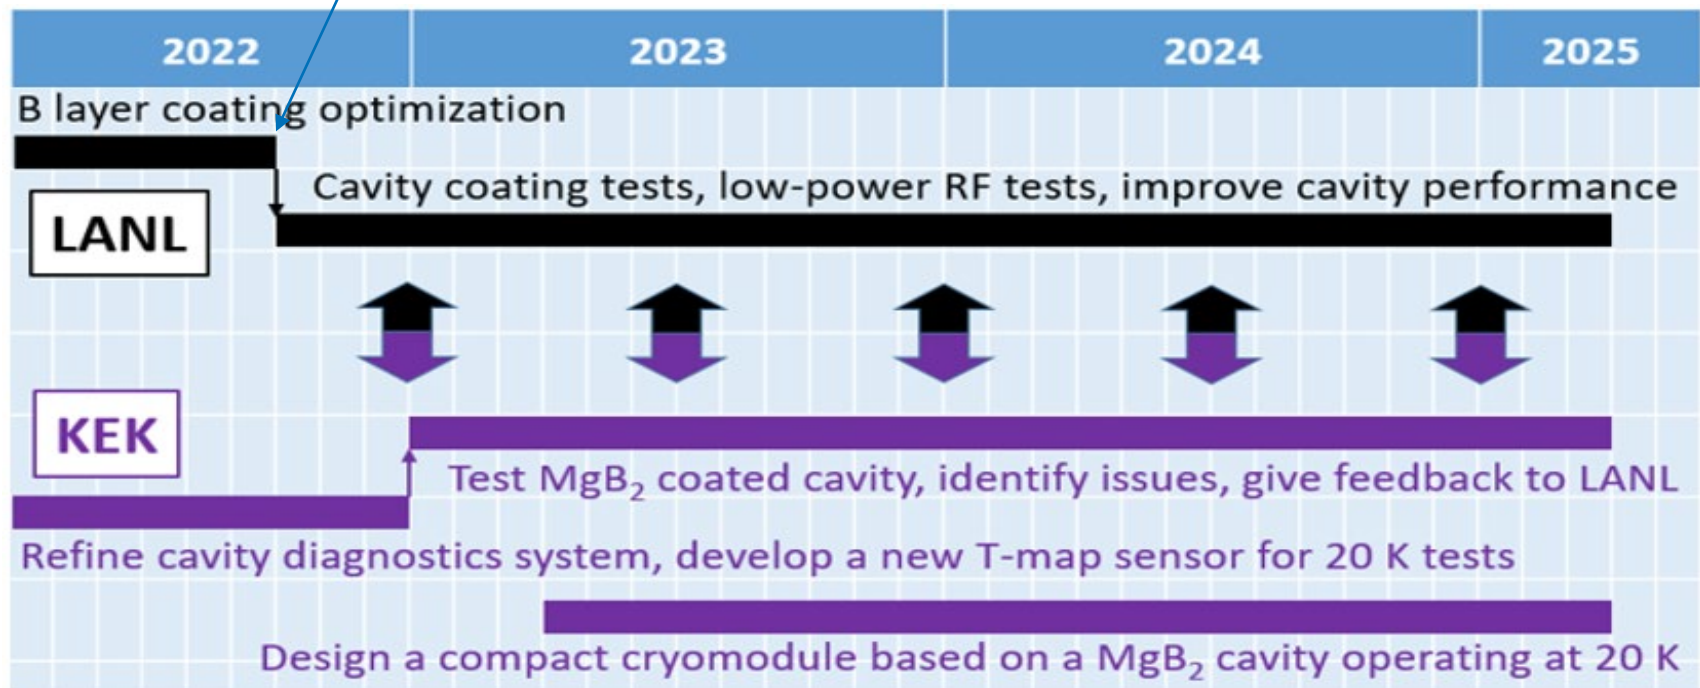 2022 2023 2024 2025
B layer coating optimization
Cavity coating tests, low-power RF tests, improve cavity performance
LANL
KEK
Test MgB₂ coated cavity, identify issues, give feedback to LANL
Refine cavity diagnostics system, develop a new T-map sensor for 20 K tests
Design a compact cryomodule based on a MgB₂ cavity operating at 20 K